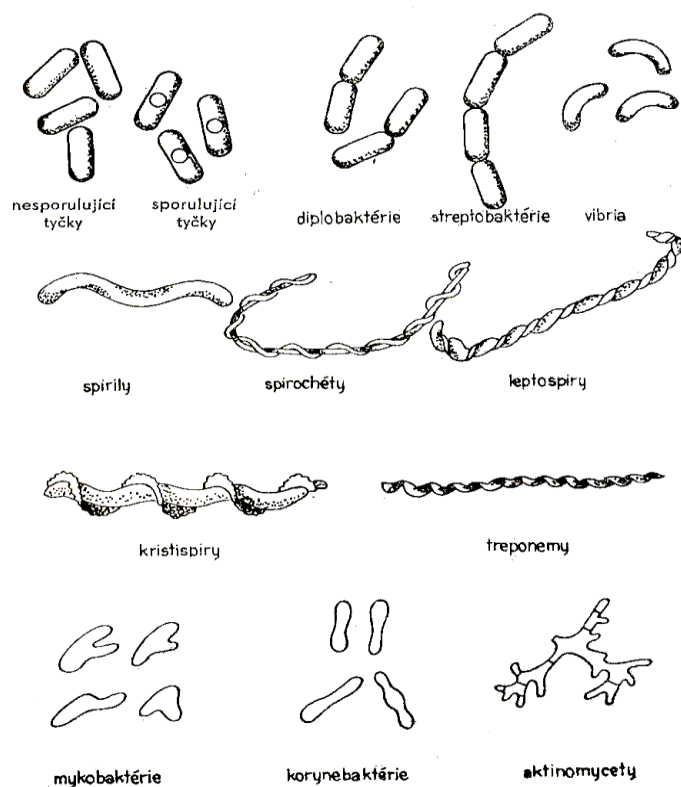 nesporulující
tyčky
sporulující
tyčky
diplobaktérie
streptobaktérie
vibria
spirily
spirochéty
leptospiry
kristispiry
treponemy
mykobaktérie
korynebaktérie
aktinomycety